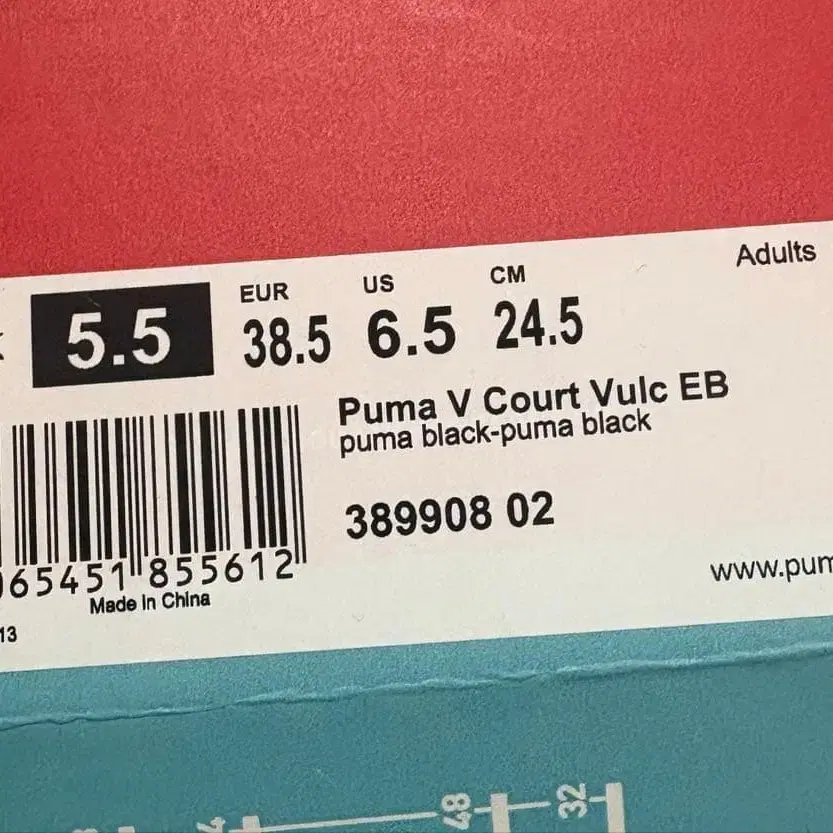 Adults
EUR US CM
5.5 38.5 6.5 24.5
Puma V Court Vulc EB
puma black-puma black
389908 02
65451 855612
Made in China
www.pum
13
48 32